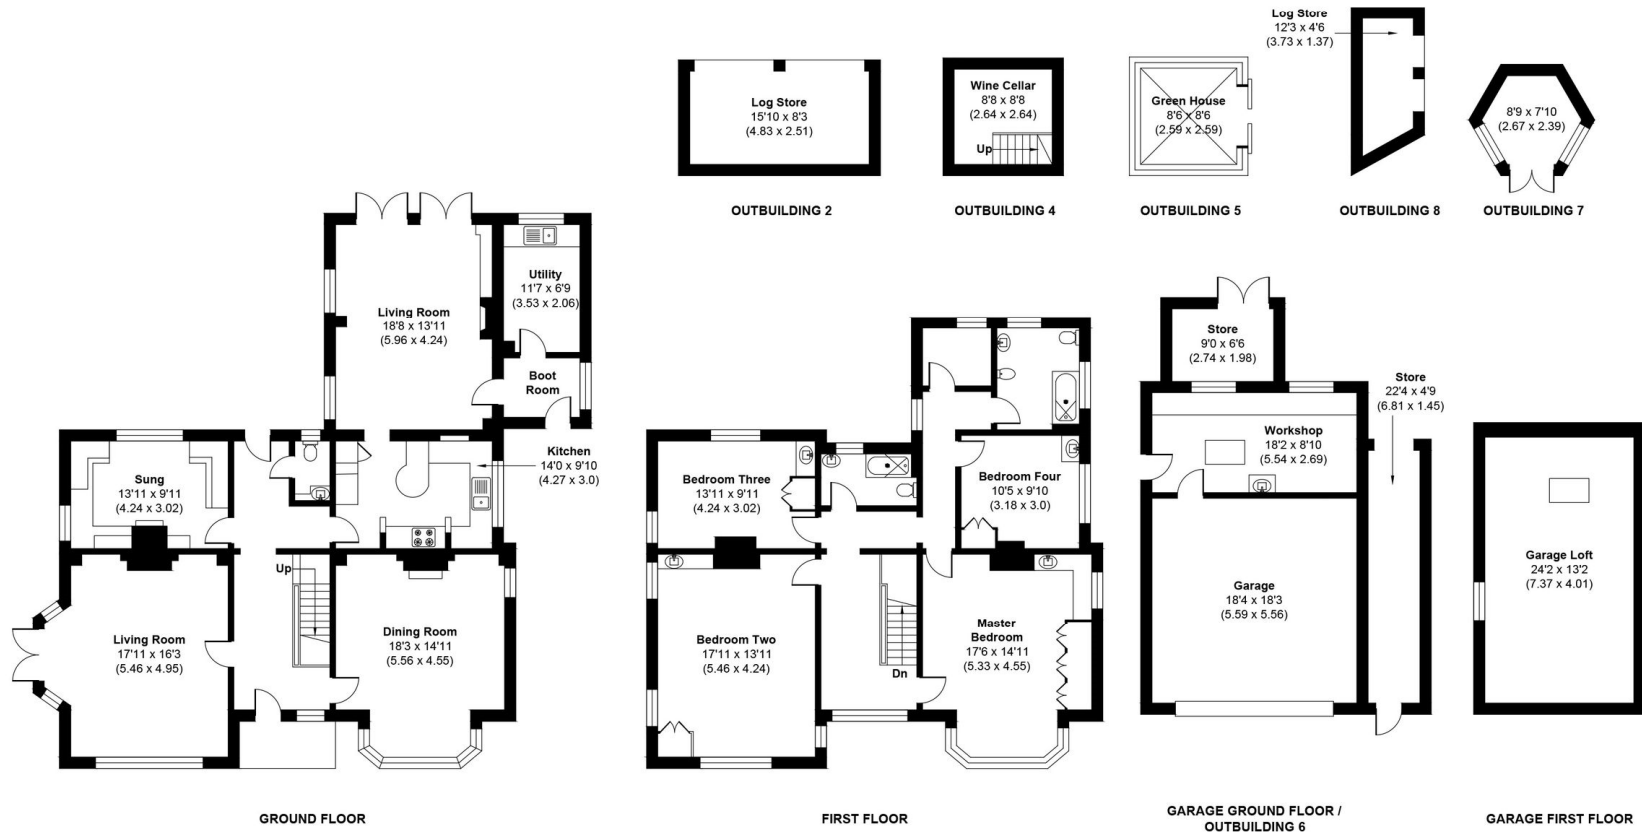 Log Store
12'3 x 4'6
(3.73 x 1.37)
Log Store
15'10 x 8'3
(4.83 x 2.51)
Wine Cellar
8'8 x 8'8
(2.64 x 2.64)
Up
Green House
8'6 x 8'6
(2.59 x 2.59)
8'9 x 7'10
(2.67 x 2.39)
OUTBUILDING 2
OUTBUILDING 4
OUTBUILDING 5
OUTBUILDING 8
OUTBUILDING 7
Utility
11'7 x 6'9
(3.53 x 2.06)
Living Room
18'8 x 13'11
(5.96 x 4.24)
Boot
Room
Kitchen
14'0 x 9'10
(4.27 x 3.0)
Sung
13'11 x 9'11
(4.24 x 3.02)
Up
Living Room
17'11 x 16'3
(5.46 x 4.95)
Dining Room
18'3 x 14'11
(5.56 x 4.55)
GROUND FLOOR
Bedroom Three
13'11 x 9'11
(4.24 x 3.02)
Bedroom Four
10'5 x 9'10
(3.18 x 3.0)
Bedroom Two
17'11 x 13'11
(5.46 x 4.24)
Dn
Master
Bedroom
17'6 x 14'11
(5.33 x 4.55)
FIRST FLOOR
Store
9'0 x 6'6
(2.74 x 1.98)
Store
22'4 x 4'9
(6.81 x 1.45)
Workshop
18'2 x 8'10
(5.54 x 2.69)
Garage
18'4 x 18'3
(5.59 x 5.56)
GARAGE GROUND FLOOR /
OUTBUILDING 6
Garage Loft
24'2 x 13'2
(7.37 x 4.01)
GARAGE FIRST FLOOR